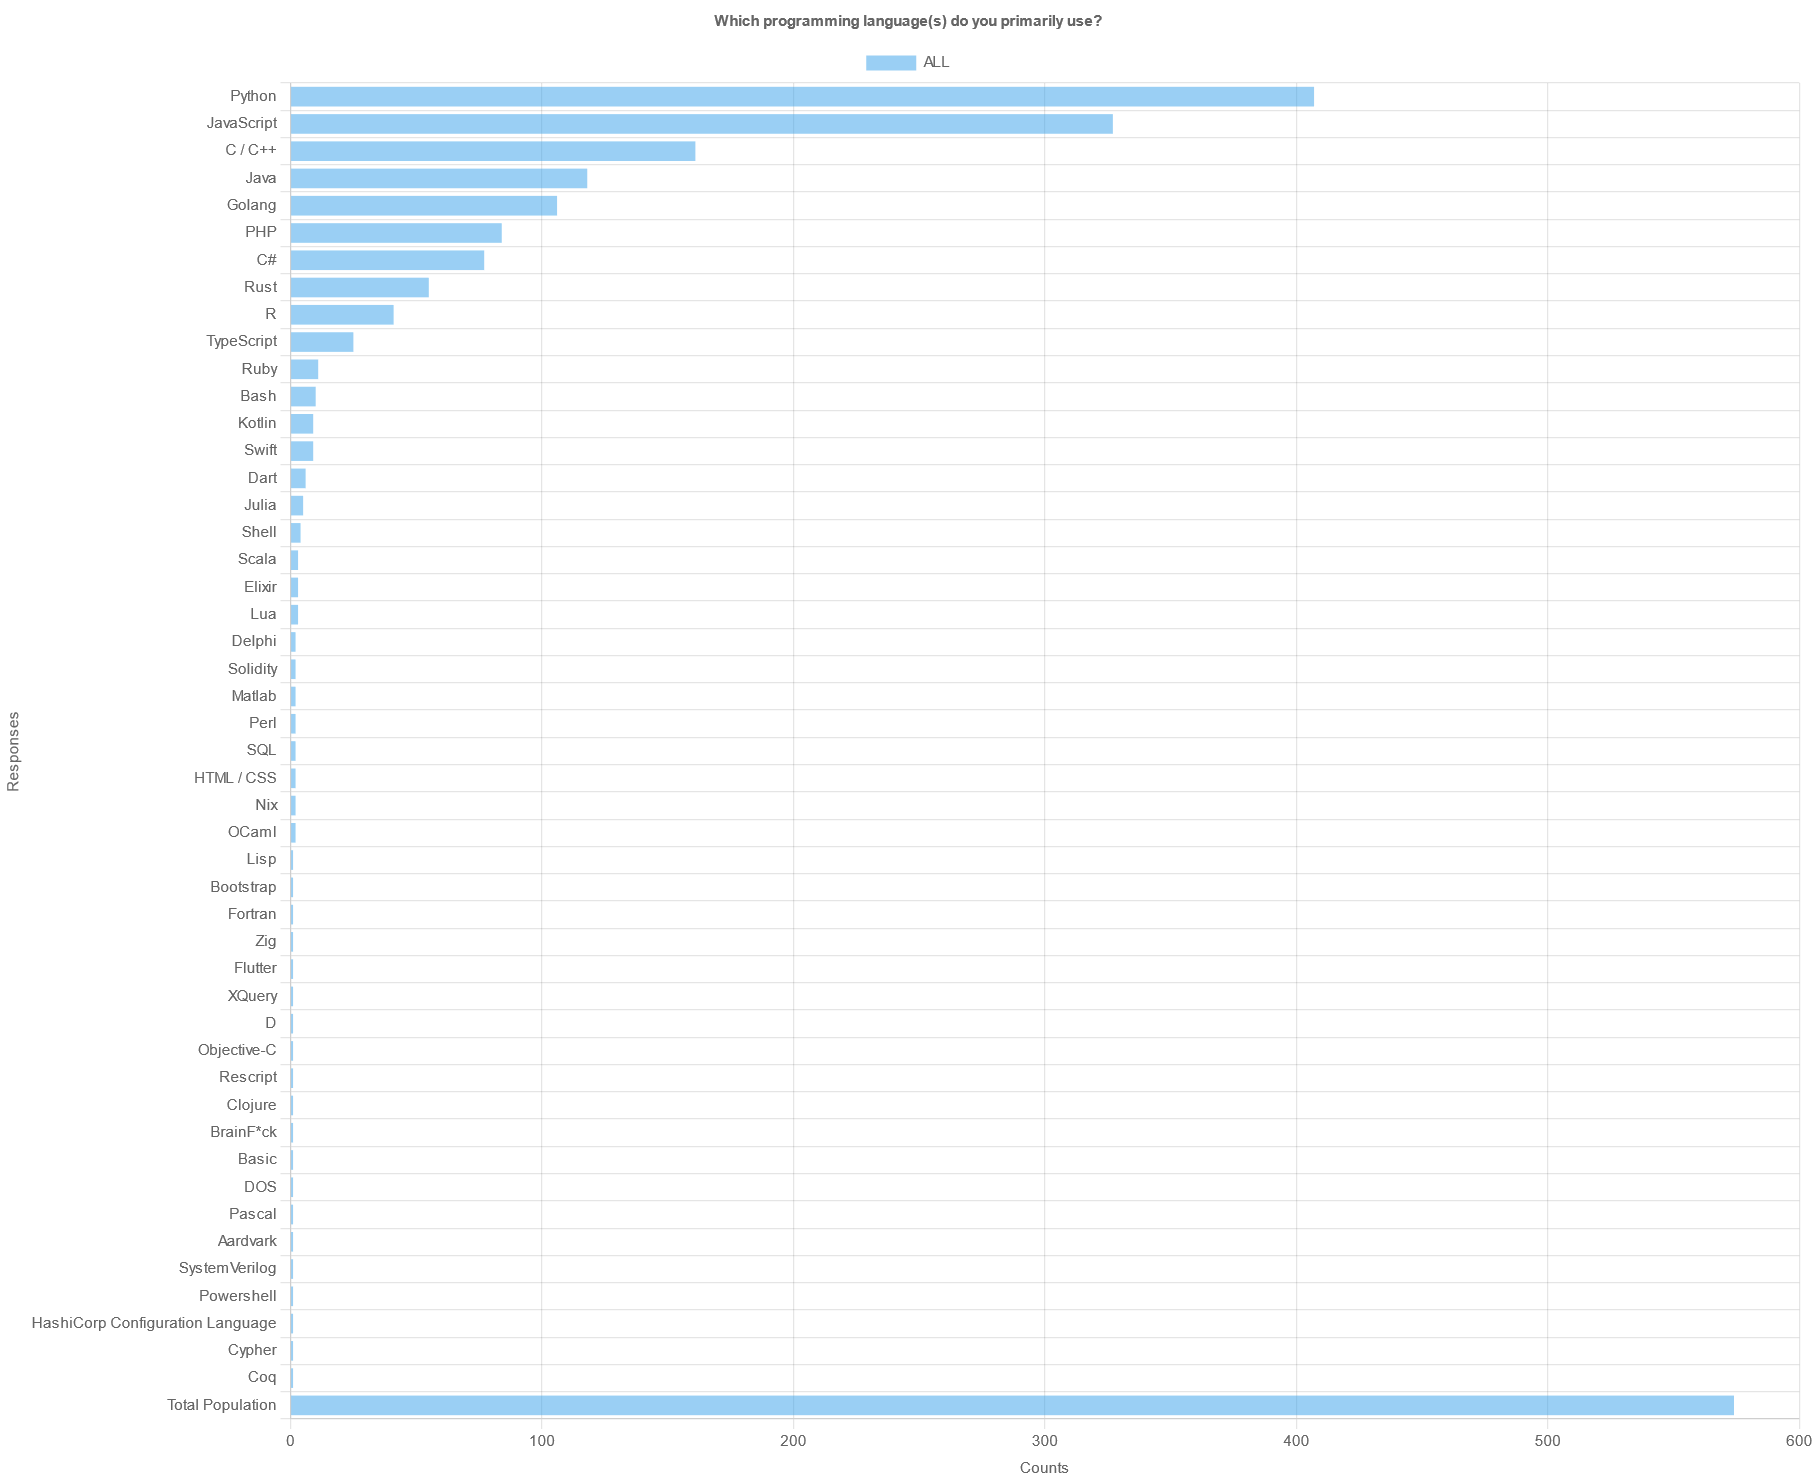 Which programming language(s) do you primarily use?
ALL
Python
JavaScript
C / C++
Java
Golang
PHP
C#
Rust
R
TypeScript
Ruby
Bash
Kotlin
Swift
Dart
Julia
Shell
Scala
Elixir
Lua
Delphi
Solidity
Matlab
Perl
SQL
HTML / CSS
Nix
OCaml
Lisp
Bootstrap
Fortran
Zig
Flutter
XQuery
D
Objective-C
Rescript
Clojure
BrainF*ck
Basic
DOS
Pascal
Aardvark
SystemVerilog
Powershell
HashiCorp Configuration Language
Cypher
Coq
Total Population
Responses
0 100 200 300 400 500 600
Counts